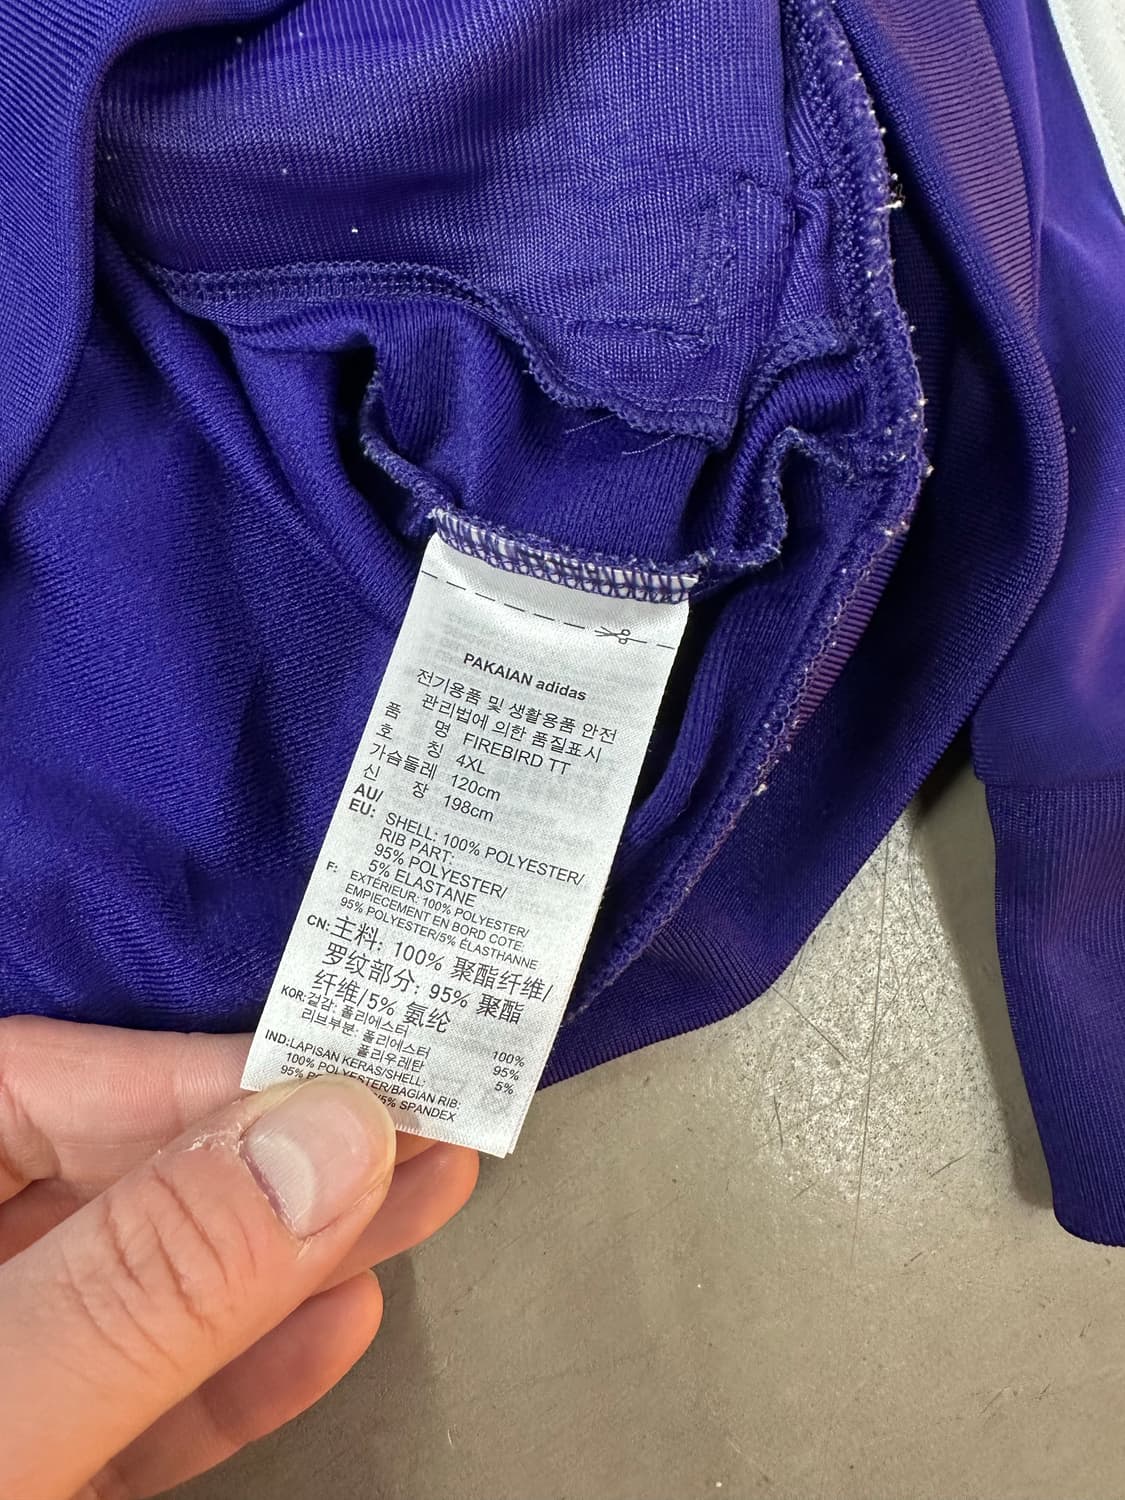 PAKAIAN adidas
전기용품 및 생활용품 안전
관리법에 의한 품질표시
품 명 FIREBIRD TT
호 칭 4XL
가슴둘레 120cm
신 장 198cm
AU/
EU: SHELL: 100% POLYESTER/
RIB PART:
95% POLYESTER/
5% ELASTANE
F: EXTÉRIEUR: 100% POLYESTER/
EMPIECEMENT EN BORD COTE:
95% POLYESTER/5% ÉLASTHANNE
CN: 主料: 100% 聚酯纤维/
罗纹部分: 95% 聚酯
纤维/5% 氨纶
KOR: 겉감: 폴리에스터 100%
리브부분: 폴리에스터 95%
폴리우레탄 5%
IND: LAPISAN KERAS/SHELL:
100% POLYESTER/BAGIAN RIB:
95% 5% SPANDEX